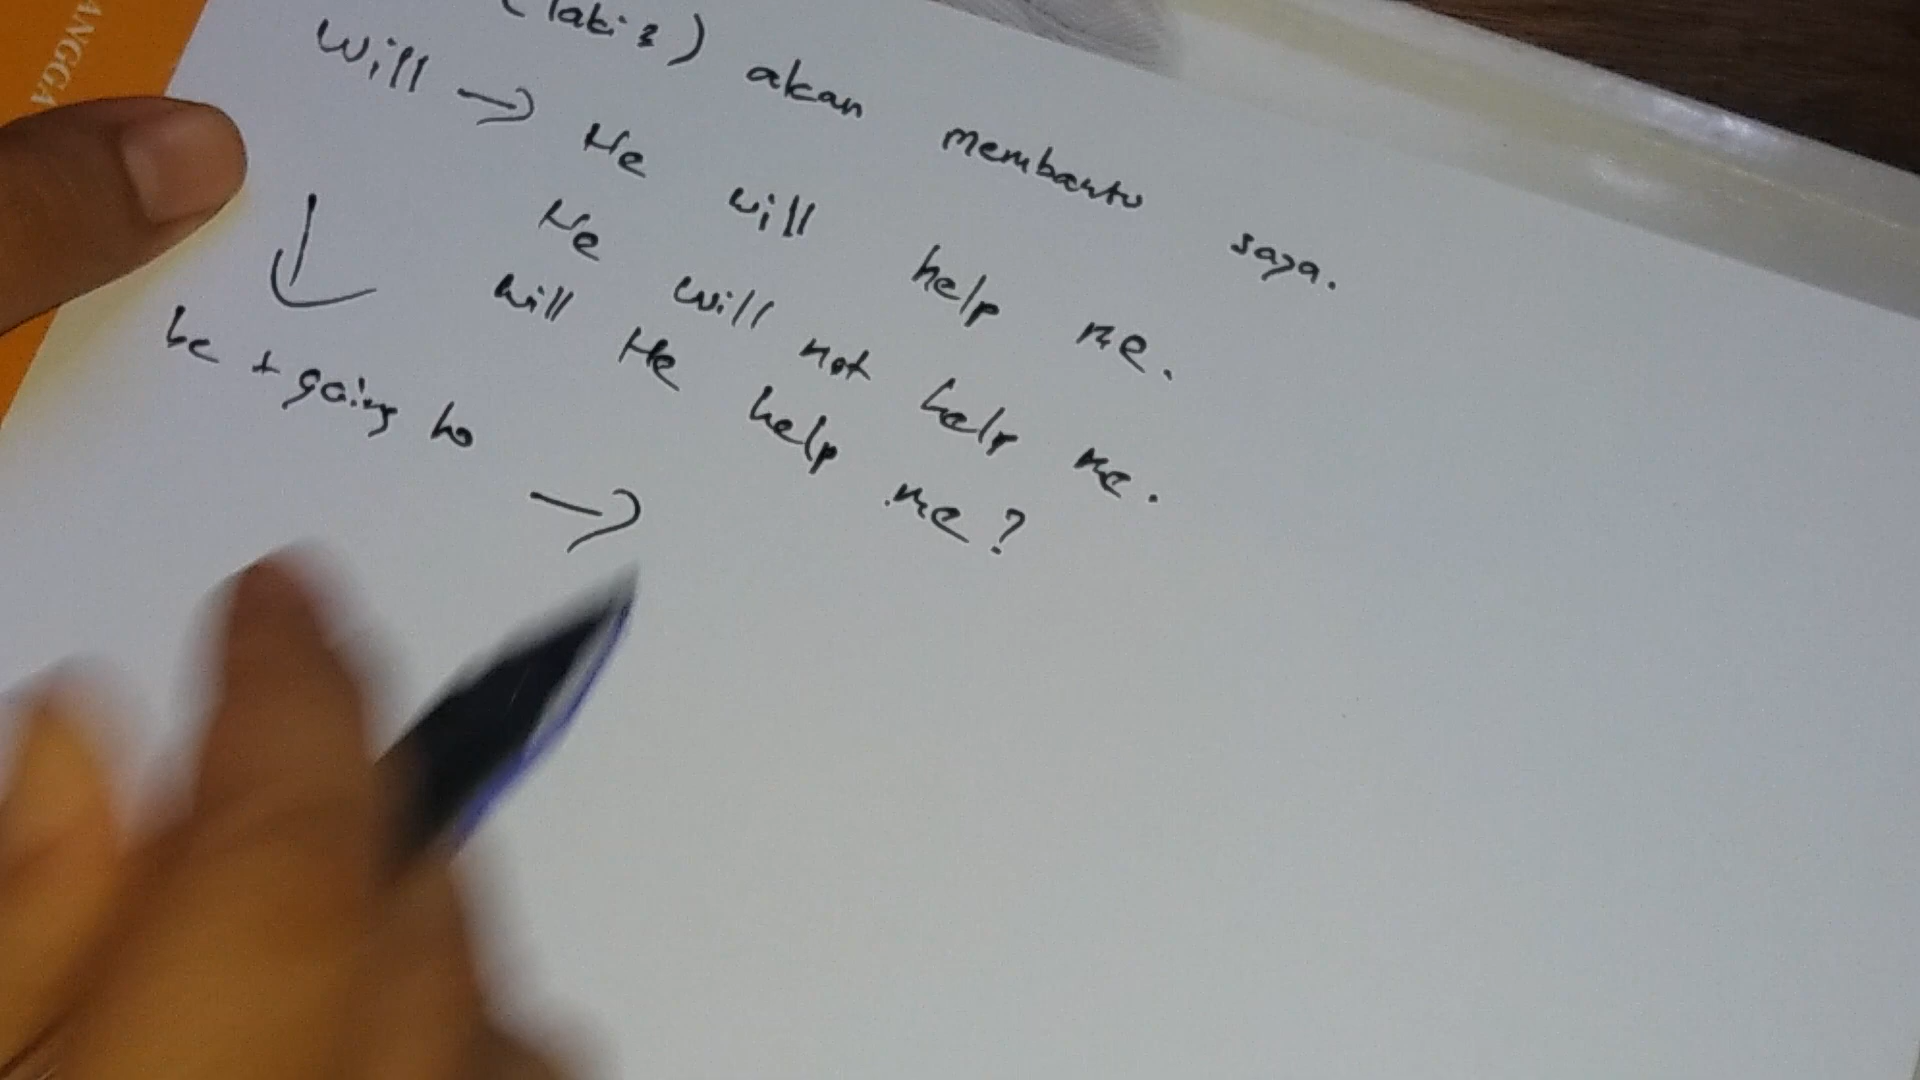 (laki2) akan membantu saya.
will → He will help me.
He will not help me.
will He help me?
↓
be + going to →
ANGGA